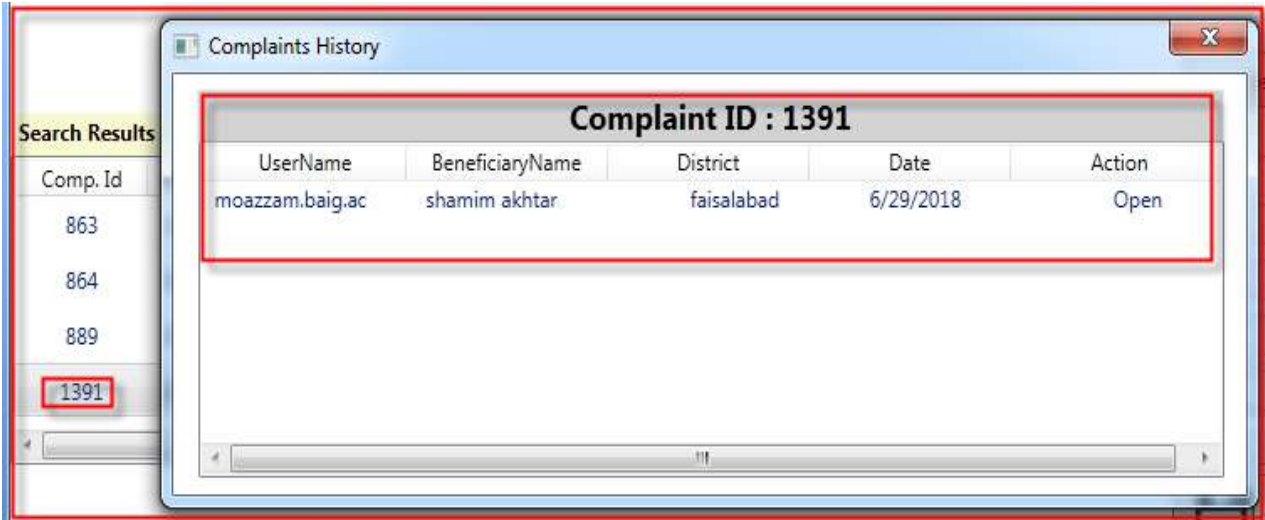 Complaints History
Complaint ID : 1391
Search Results
UserName BeneficiaryName District Date Action
Comp. Id
moazzam.baig.ac shamim akhtar faisalabad 6/29/2018 Open
863
864
889
1391